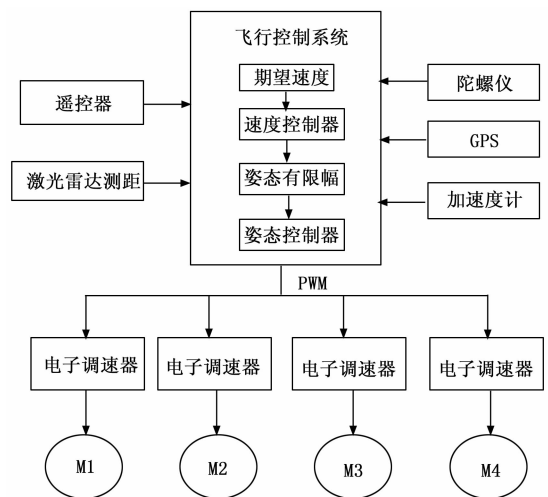 飞行控制系统
期望速度
速度控制器
姿态有限幅
姿态控制器
遥控器
激光雷达测距
陀螺仪
GPS
加速度计
PWM
电子调速器
电子调速器
电子调速器
电子调速器
M1
M2
M3
M4